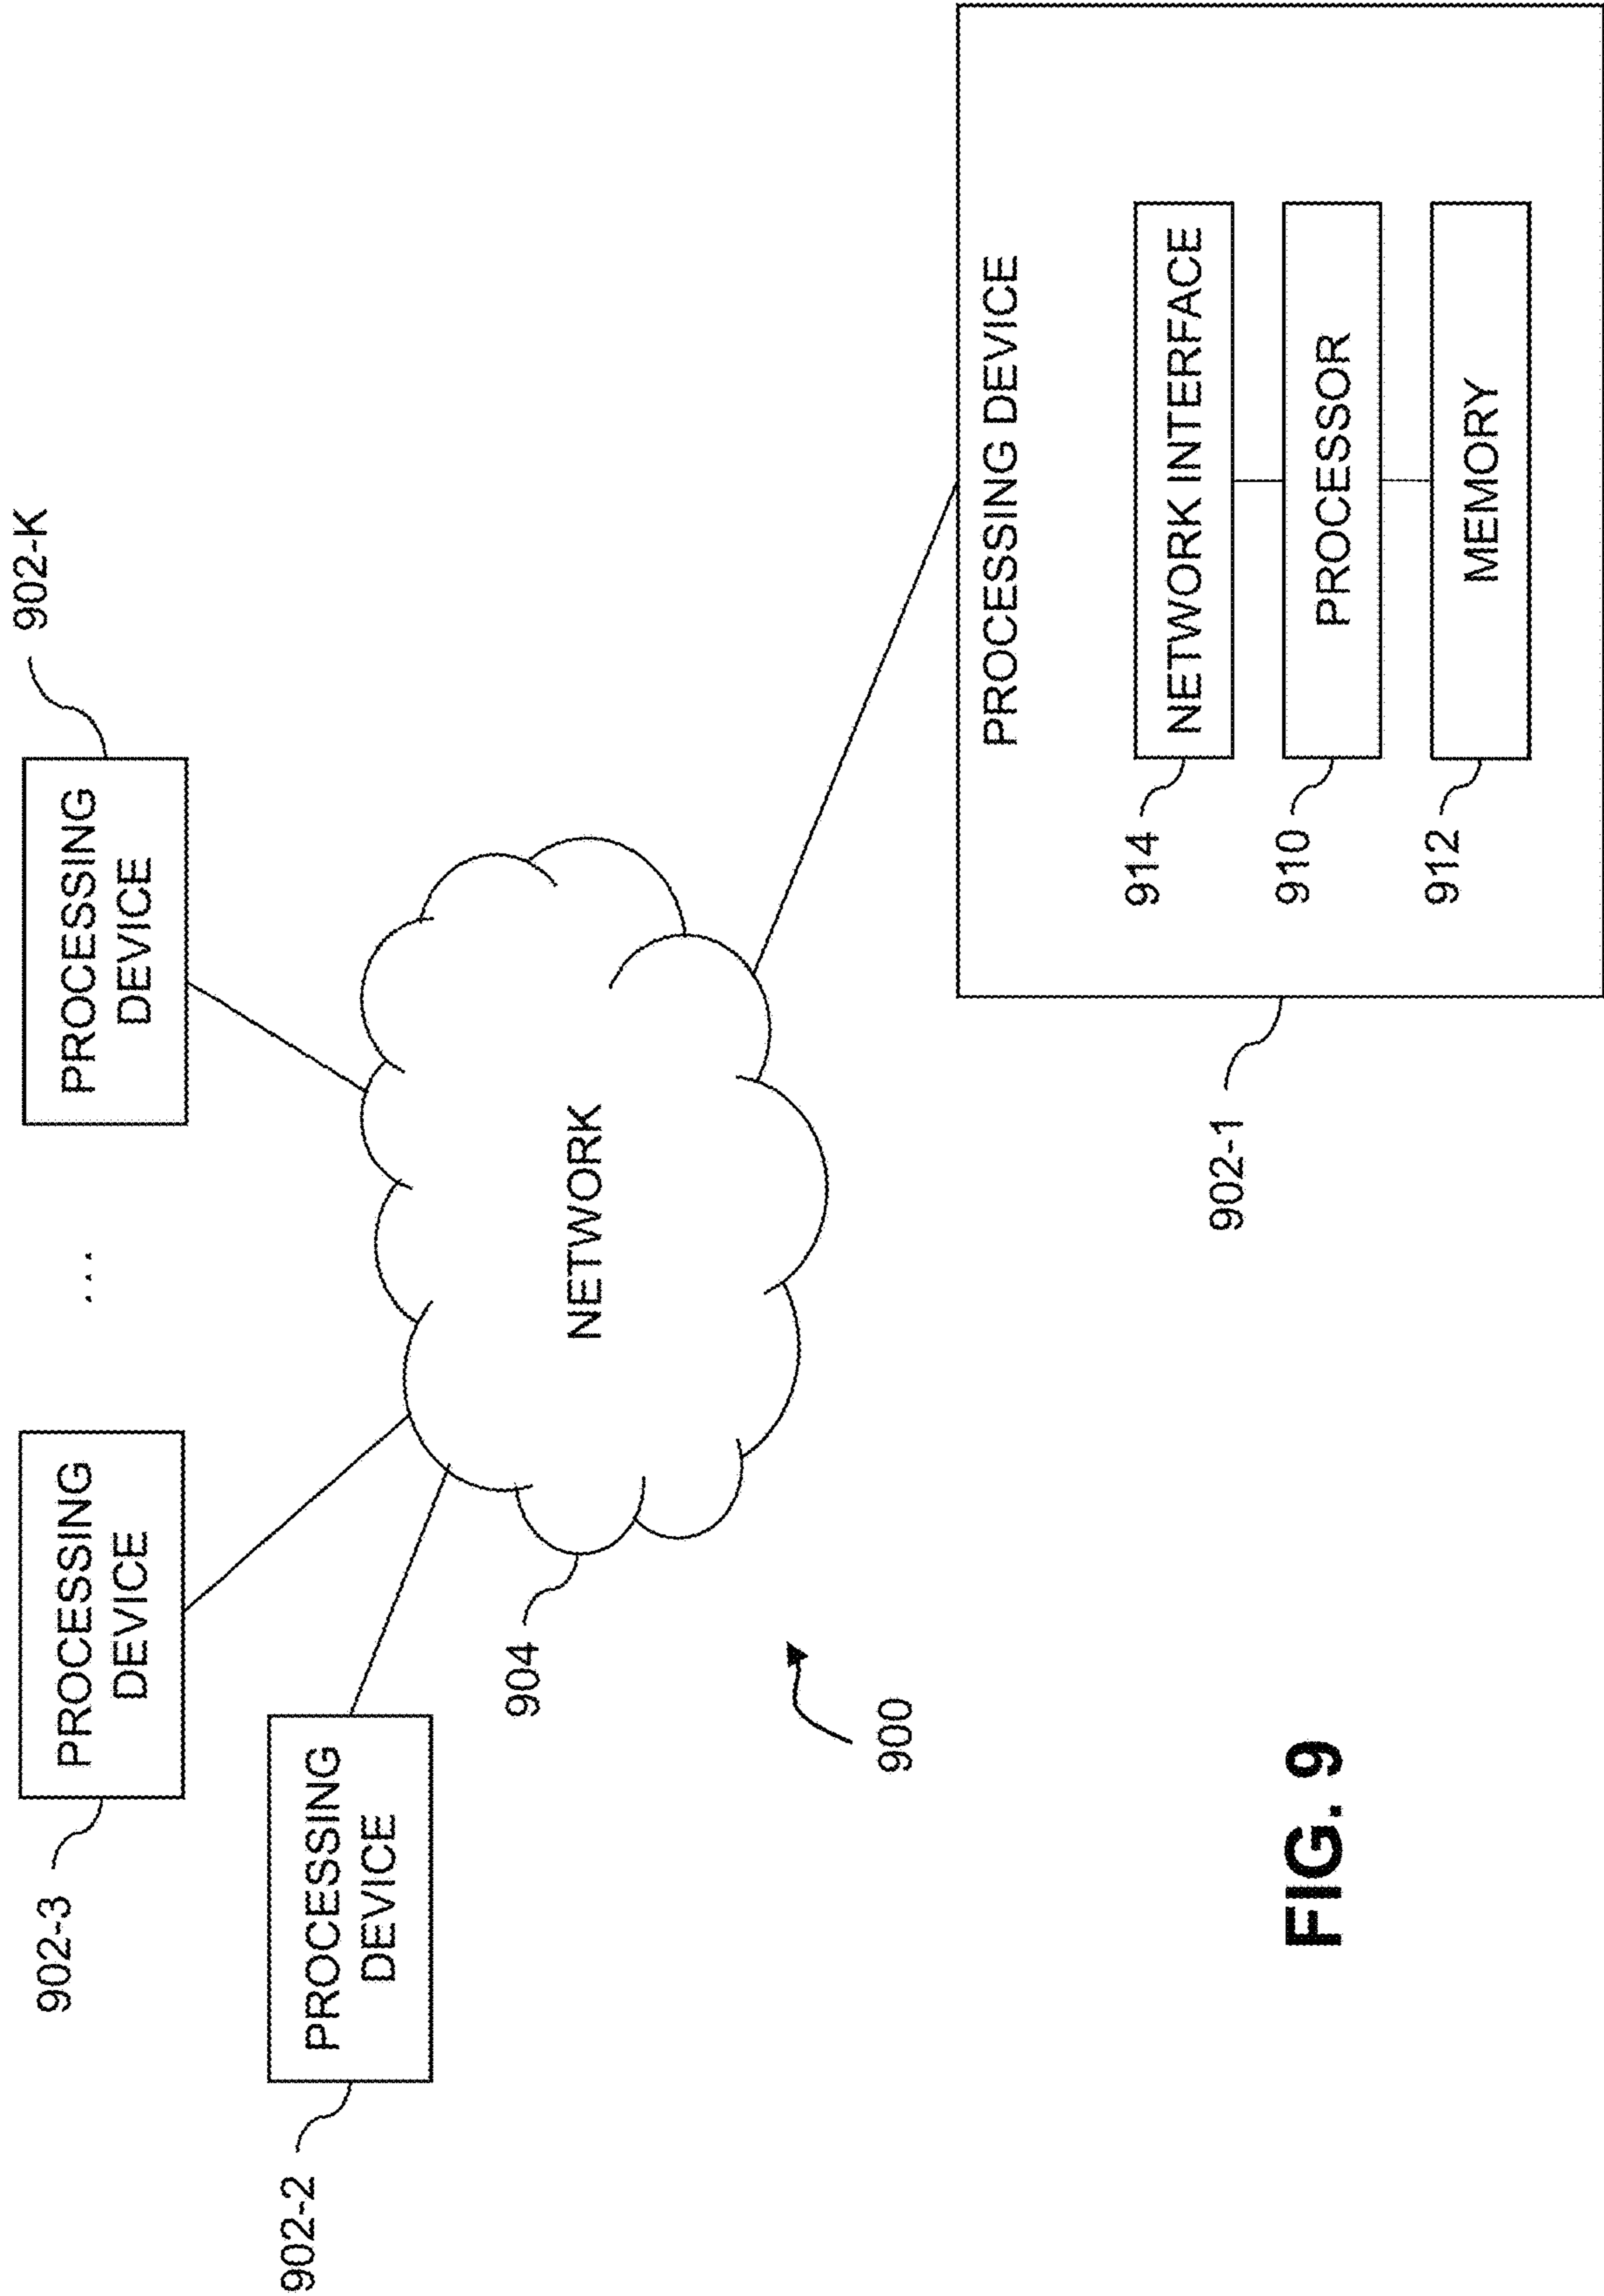 902-2
PROCESSING
DEVICE
902-3
PROCESSING
DEVICE
...
902-K
PROCESSING
DEVICE
904
NETWORK
900
PROCESSING DEVICE
902-1
914
NETWORK INTERFACE
910
PROCESSOR
912
MEMORY
FIG. 9